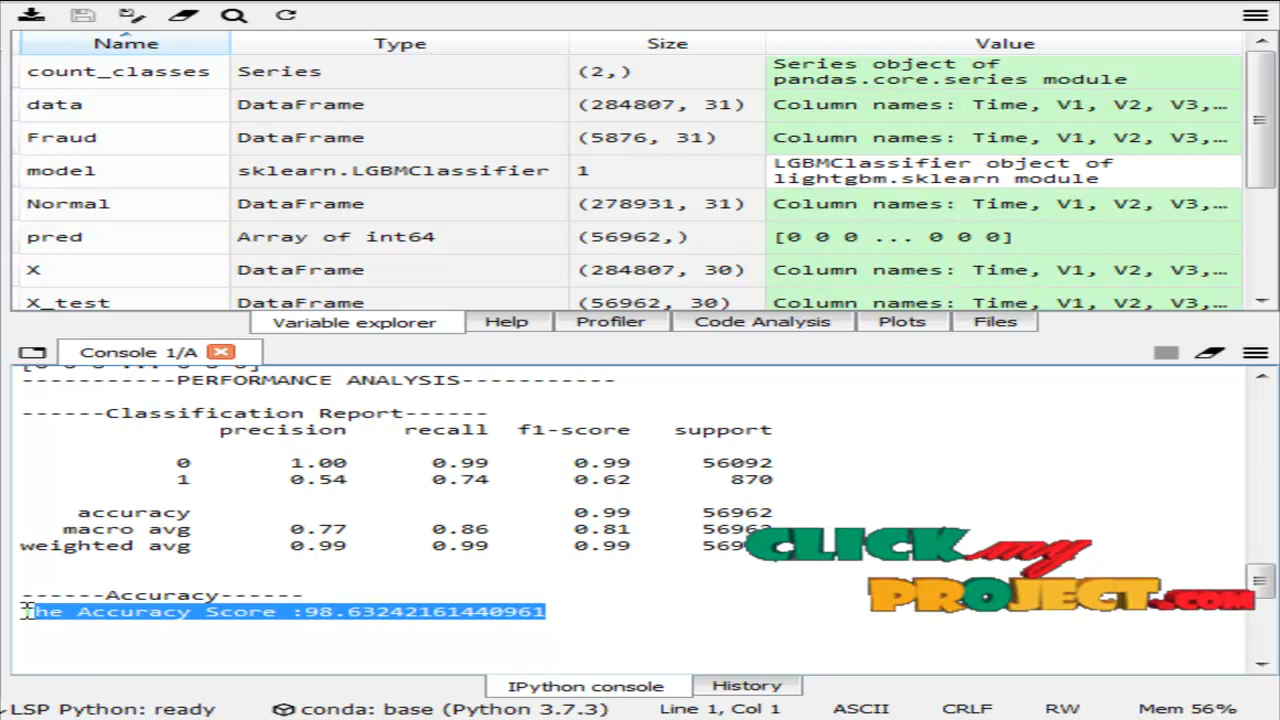 Name Type Size Value
count_classes Series (2,) Series object of pandas.core.series module
data DataFrame (284807, 31) Column names: Time, V1, V2, V3,…
Fraud DataFrame (5876, 31) Column names: Time, V1, V2, V3,…
model sklearn.LGBMClassifier 1 LGBMClassifier object of lightgbm.sklearn module
Normal DataFrame (278931, 31) Column names: Time, V1, V2, V3,…
pred Array of int64 (56962,) [0 0 0 ... 0 0 0]
X DataFrame (284807, 30) Column names: Time, V1, V2, V3,…
X_test DataFrame (56962, 30) Column names: Time, V1, V2, V3,…
Variable explorer Help Profiler Code Analysis Plots Files
Console 1/A
[0 0 0 ... 0 0 0]
-----------PERFORMANCE ANALYSIS-----------
------Classification Report------
precision recall f1-score support
0 1.00 0.99 0.99 56092
1 0.54 0.74 0.62 870
accuracy 0.99 56962
macro avg 0.77 0.86 0.81 56962
weighted avg 0.99 0.99 0.99
------Accuracy------
The Accuracy Score :98.63242161440961
CLICK my
PROJECT.com
IPython console History
LSP Python: ready conda: base (Python 3.7.3) Line 1, Col 1 ASCII CRLF RW Mem 56%